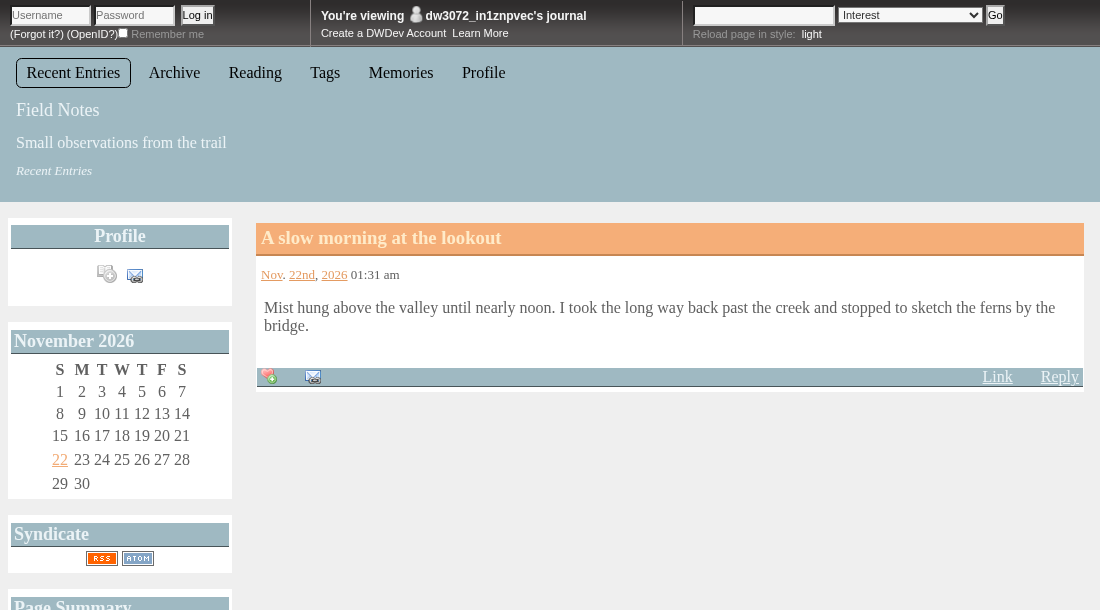 Username Password Log in
(Forgot it?) (OpenID?) Remember me
You're viewing dw3072_in1znpvec's journal
Create a DWDev Account Learn More
Interest Go
Reload page in style: light
Recent Entries Archive Reading Tags Memories Profile
Field Notes
Small observations from the trail
Recent Entries
Profile
November 2026
S M T W T F S
1 2 3 4 5 6 7
8 9 10 11 12 13 14
15 16 17 18 19 20 21
22 23 24 25 26 27 28
29 30
Syndicate
RSS ATOM
Page Summary
A slow morning at the lookout
Nov. 22nd, 2026 01:31 am
Mist hung above the valley until nearly noon. I took the long way back past the creek and stopped to sketch the ferns by the
bridge.
Link Reply